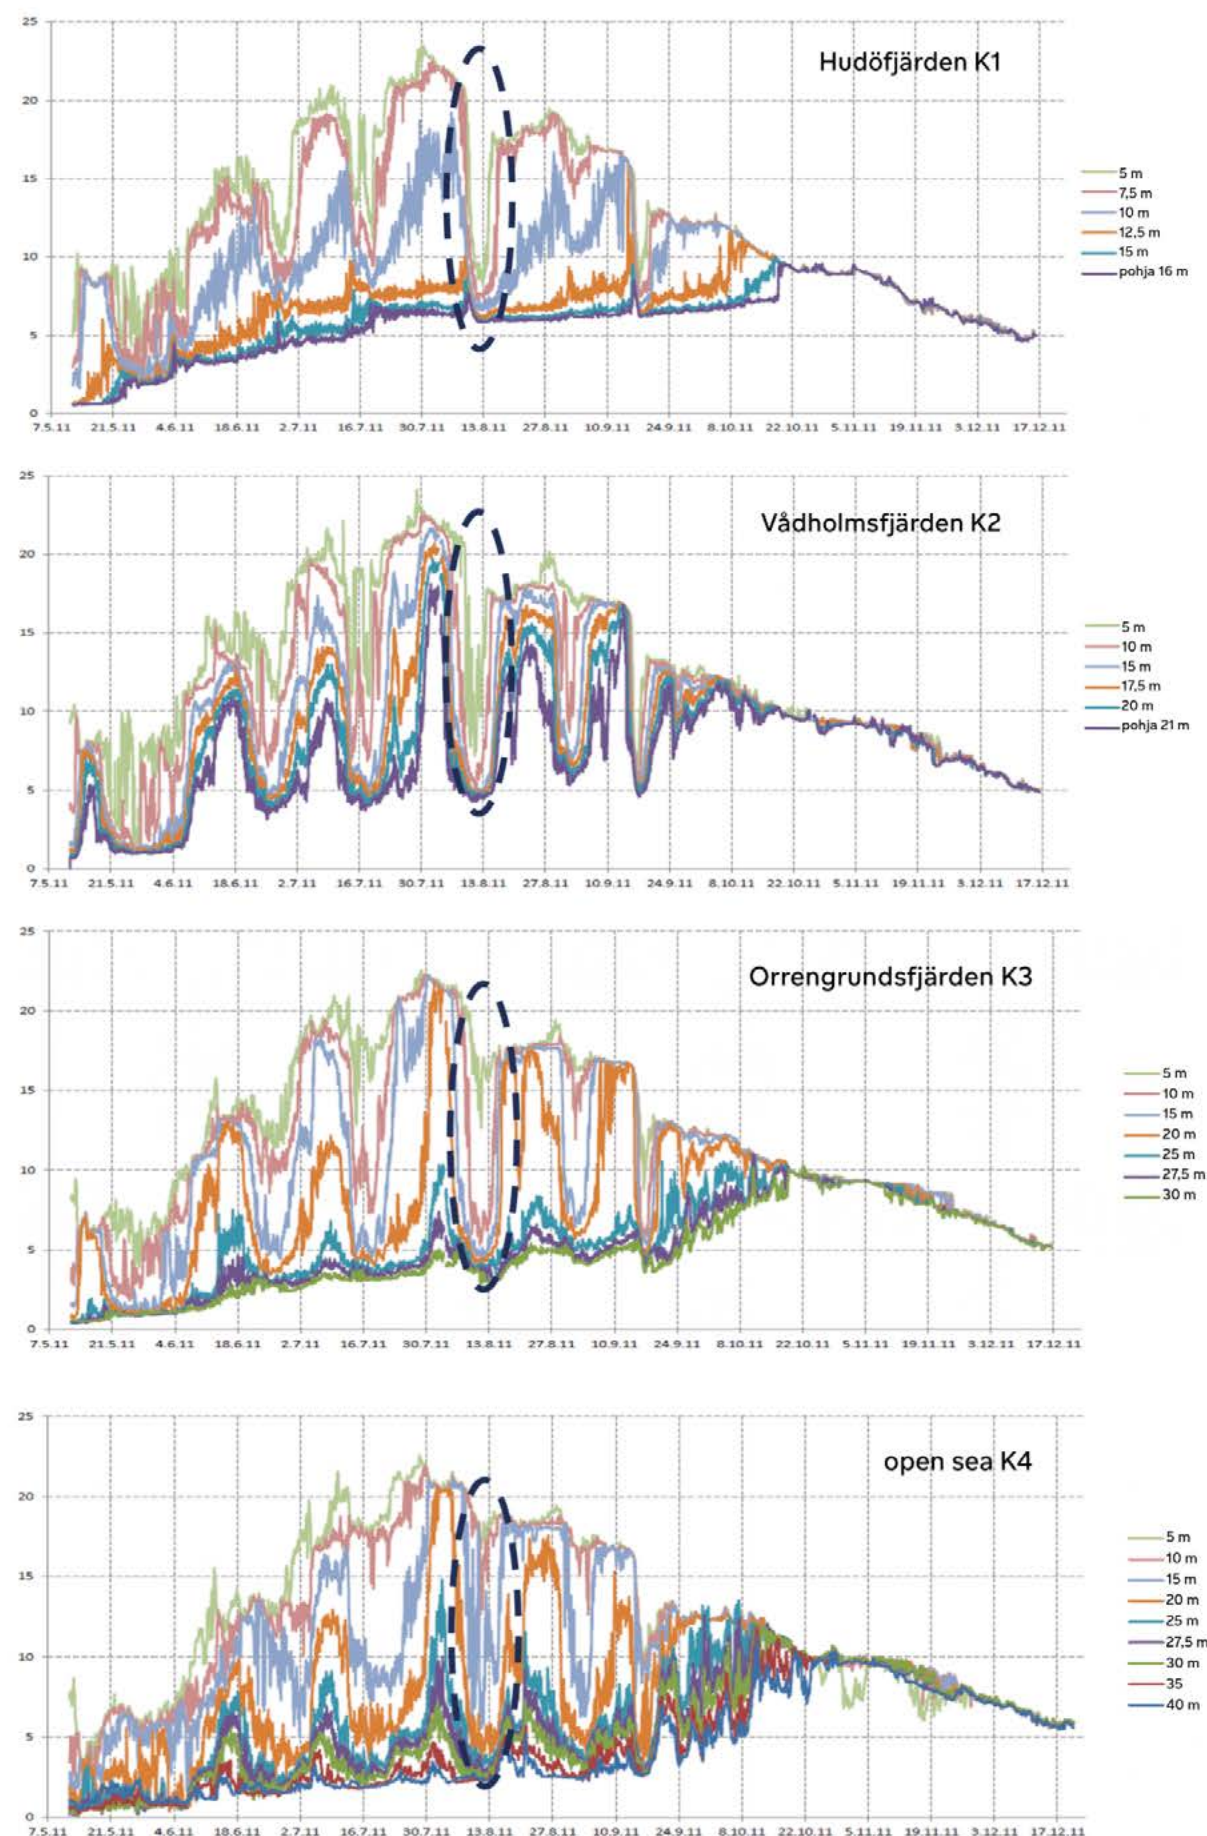 25
Hudöfjärden K1
20
5 m
7,5 m
15
10 m
12,5 m
15 m
10
pohja 16 m
5
0
7.5.11 21.5.11 4.6.11 18.6.11 2.7.11 16.7.11 30.7.11 13.8.11 27.8.11 10.9.11 24.9.11 8.10.11 22.10.11 5.11.11 19.11.11 3.12.11 17.12.11
25
Vådholmsfjärden K2
20
5 m
15
10 m
15 m
17,5 m
10
20 m
pohja 21 m
5
0
7.5.11 21.5.11 4.6.11 18.6.11 2.7.11 16.7.11 30.7.11 13.8.11 27.8.11 10.9.11 24.9.11 8.10.11 22.10.11 5.11.11 19.11.11 3.12.11 17.12.11
25
Orrengrundsfjärden K3
20
5 m
15
10 m
15 m
20 m
25 m
10
27,5 m
30 m
5
0
7.5.11 21.5.11 4.6.11 18.6.11 2.7.11 16.7.11 30.7.11 13.8.11 27.8.11 10.9.11 24.9.11 8.10.11 22.10.11 5.11.11 19.11.11 3.12.11 17.12.11
25
open sea K4
20
5 m
10 m
15
15 m
20 m
25 m
27,5 m
10
30 m
35
40 m
5
0
7.5.11 21.5.11 4.6.11 18.6.11 2.7.11 16.7.11 30.7.11 13.8.11 27.8.11 10.9.11 24.9.11 8.10.11 22.10.11 5.11.11 19.11.11 3.12.11 17.12.11